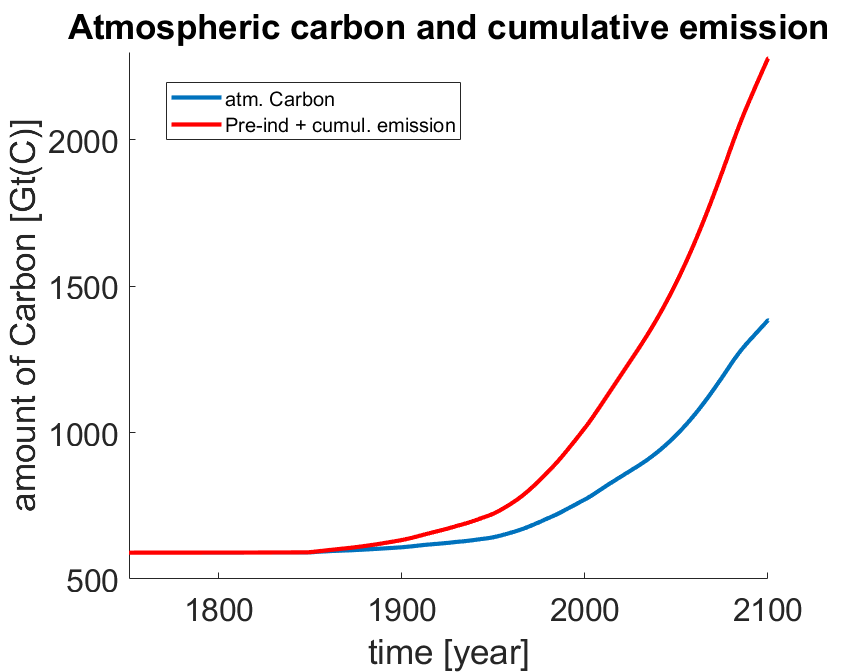 Atmospheric carbon and cumulative emission
atm. Carbon
Pre-ind + cumul. emission
amount of Carbon [Gt(C)]
2000
1500
1000
500
1800
1900
2000
2100
time [year]